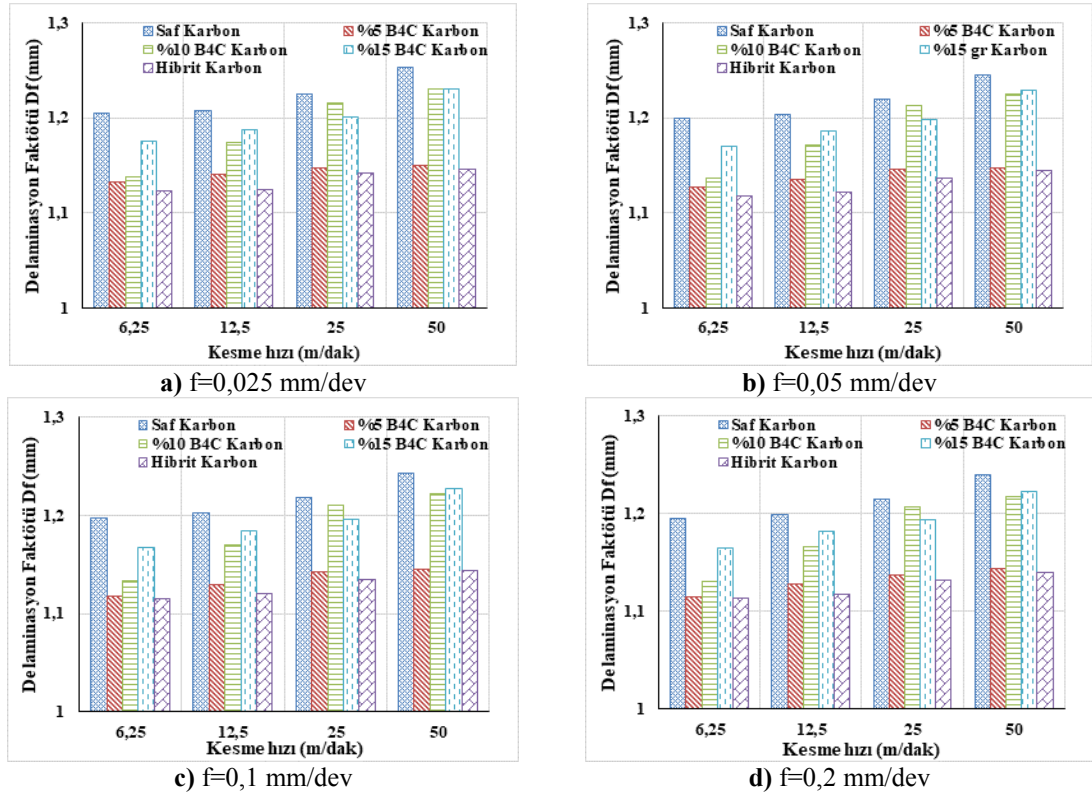 1,3
Saf Karbon
%5 B4C Karbon
%10 B4C Karbon
%15 B4C Karbon
Hibrit Karbon
1,2
1,1
1
Delaminasyon Faktötü Df (mm)
6,25 12,5 25 50
Kesme hızı (m/dak)
a) f=0,025 mm/dev
1,3
Saf Karbon
%5 B4C Karbon
%10 B4C Karbon
%15 gr Karbon
Hibrit Karbon
1,2
1,1
1
Delaminasyon Faktötü Df (mm)
6,25 12,5 25 50
Kesme hızı (m/dak)
b) f=0,05 mm/dev
1,3
Saf Karbon
%5 B4C Karbon
%10 B4C Karbon
%15 B4C Karbon
Hibrit Karbon
1,2
1,1
1
Delaminasyon Faktötü Df (mm)
6,25 12,5 25 50
Kesme hızı (m/dak)
c) f=0,1 mm/dev
1,3
Saf Karbon
%5 B4C Karbon
%10 B4C Karbon
%15 B4C Karbon
Hibrit Karbon
1,2
1,1
1
Delaminasyon Faktötü Df (mm)
6,25 12,5 25 50
Kesme hızı (m/dak)
d) f=0,2 mm/dev